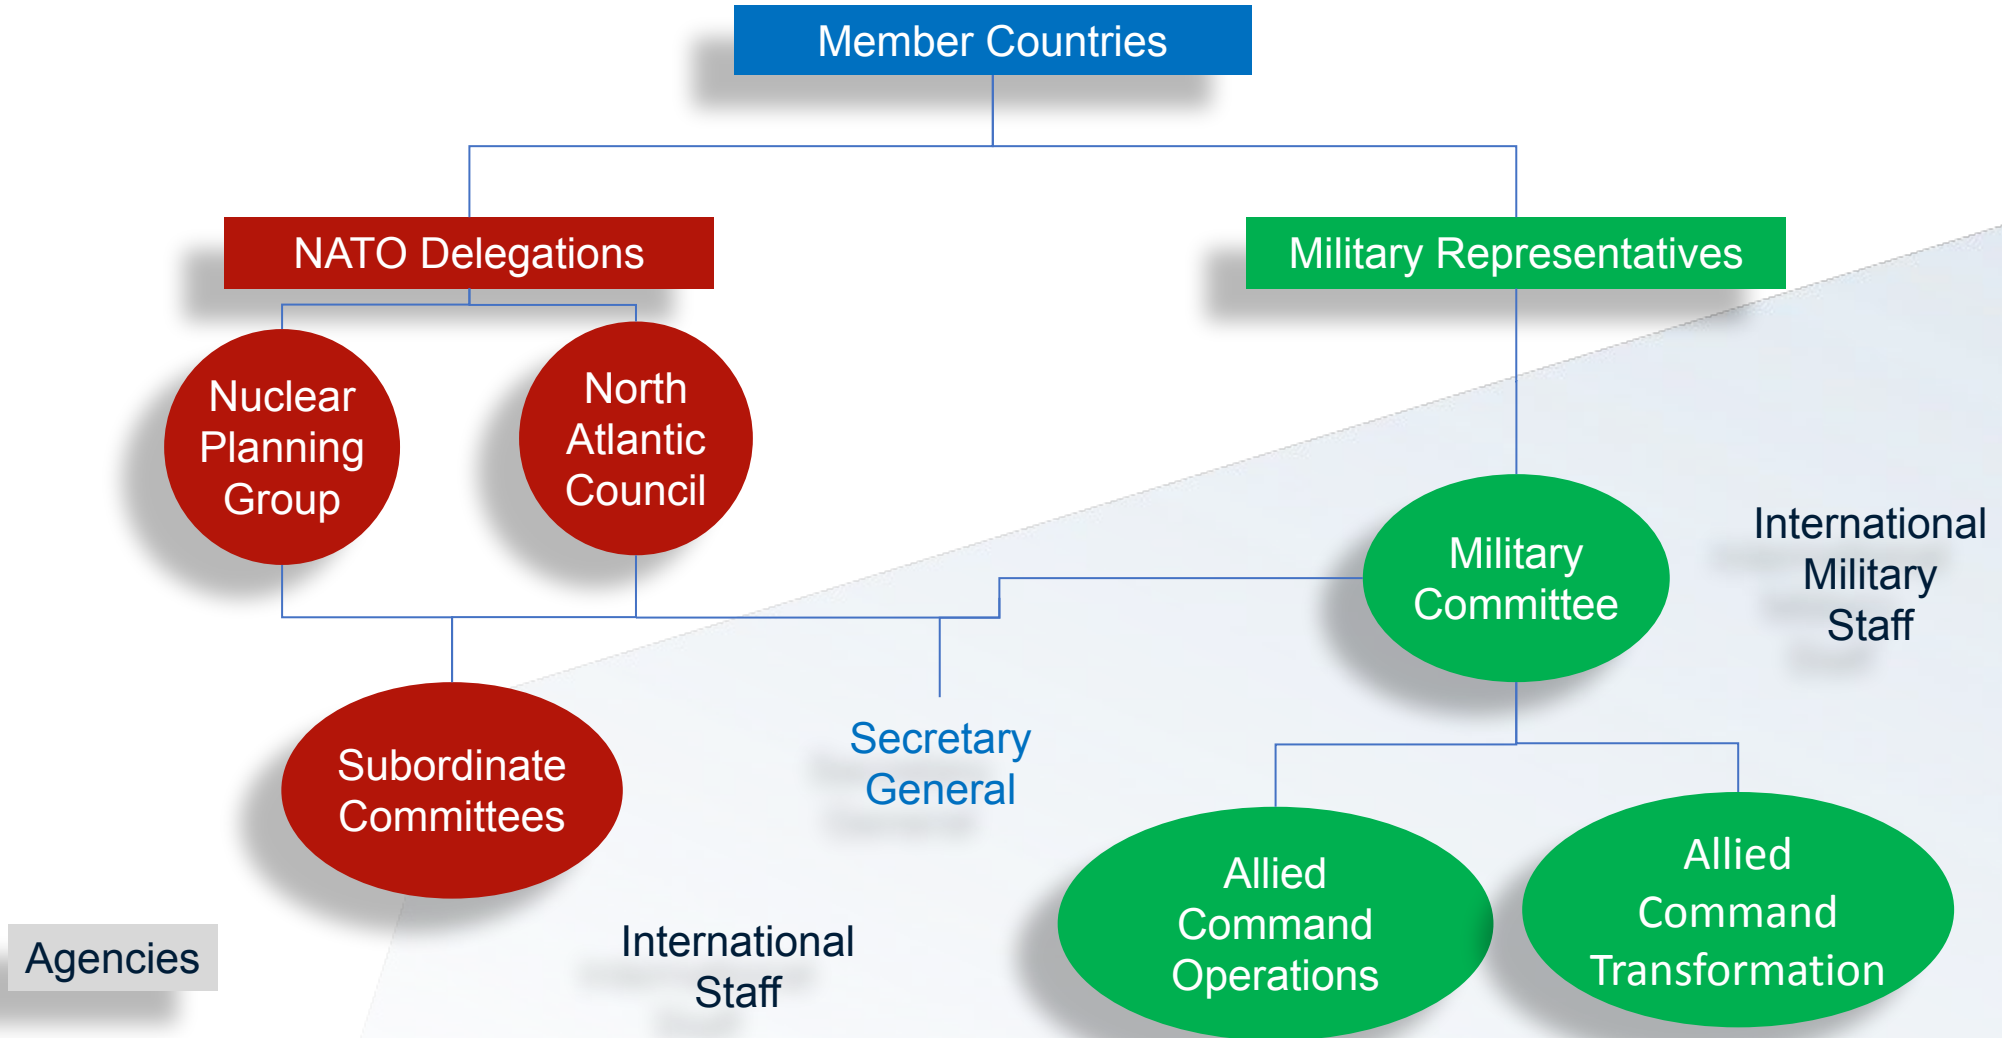 Member Countries
NATO Delegations
Military Representatives
Nuclear
Planning
Group
North
Atlantic
Council
Military
Committee
International
Military
Staff
Subordinate
Committees
Secretary
General
Allied
Command
Operations
Allied
Command
Transformation
Agencies
International
Staff